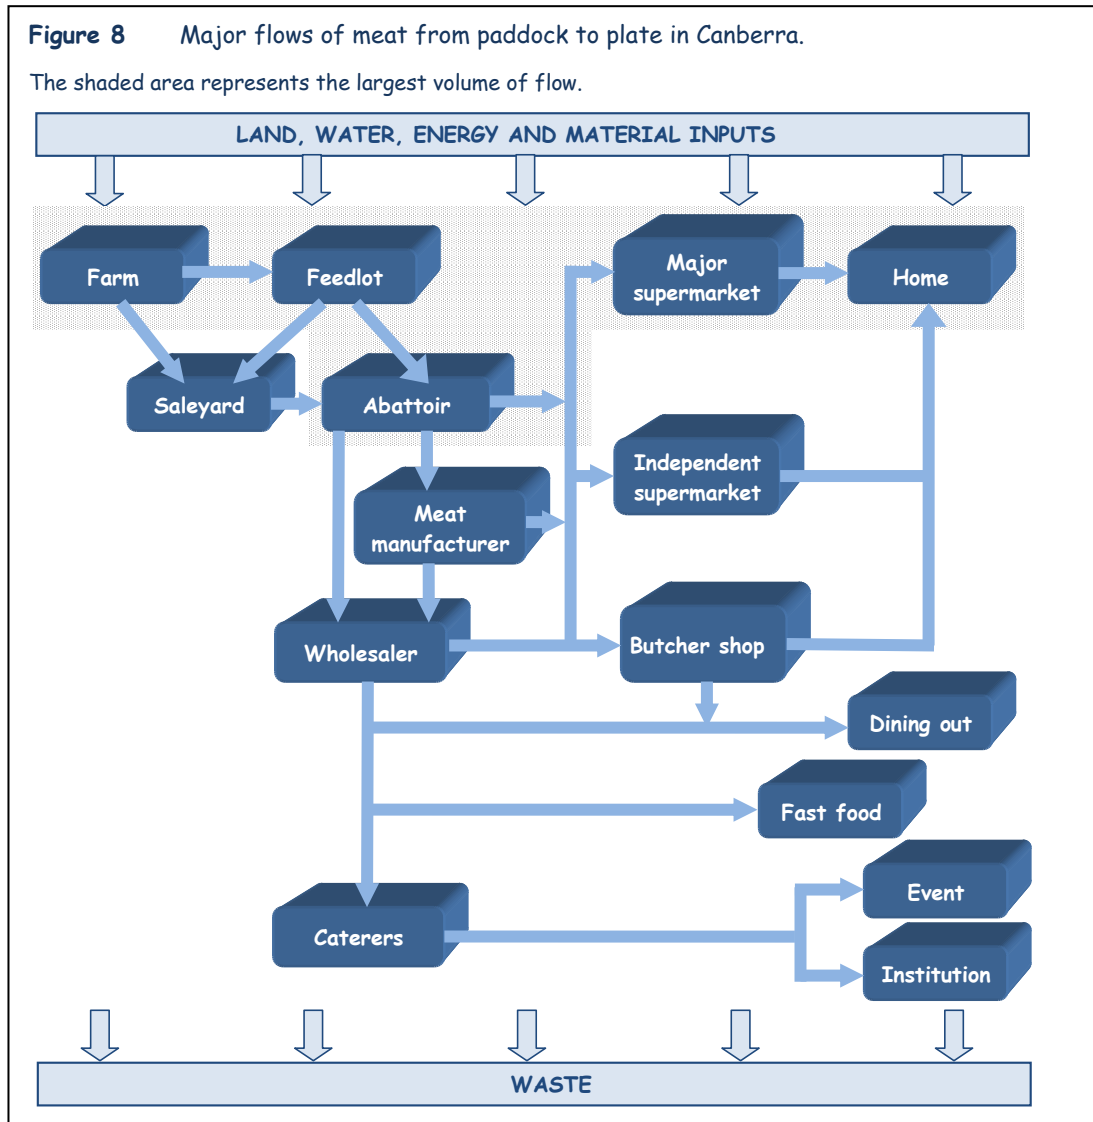 Figure 8 Major flows of meat from paddock to plate in Canberra.
The shaded area represents the largest volume of flow.
LAND, WATER, ENERGY AND MATERIAL INPUTS
Farm
Feedlot
Major
supermarket
Home
Saleyard
Abattoir
Independent
supermarket
Meat
manufacturer
Wholesaler
Butcher shop
Dining out
Fast food
Event
Caterers
Institution
WASTE